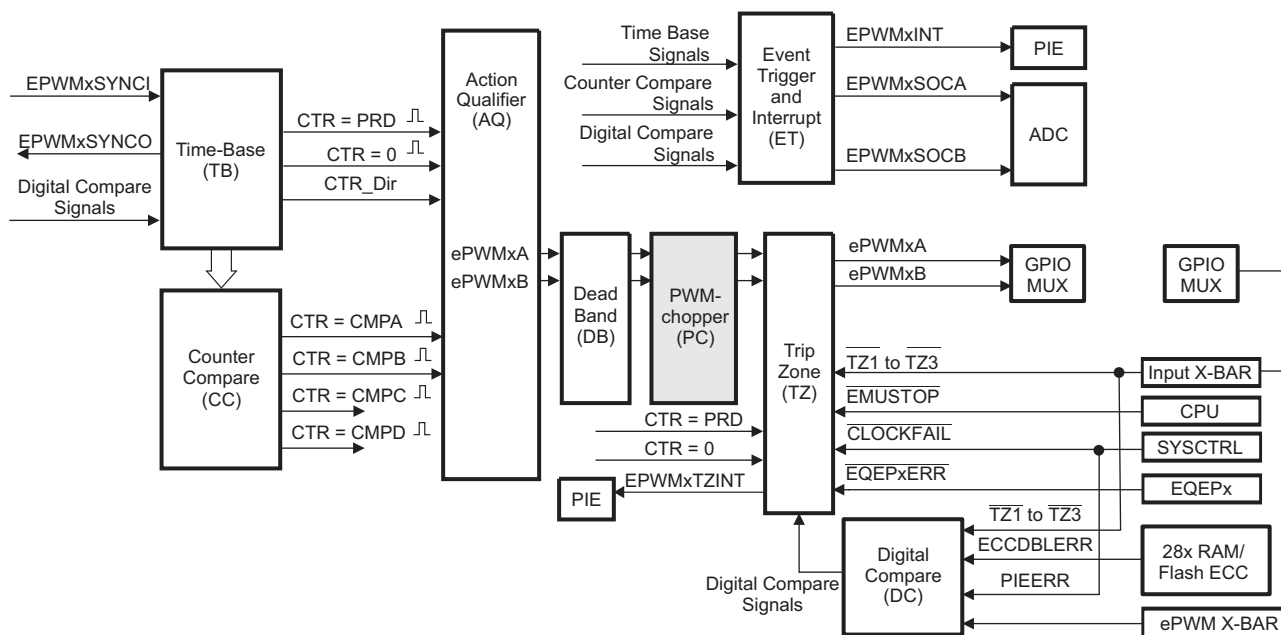 EPWMxSYNCI
EPWMxSYNCO
Digital Compare
Signals
Time-Base
(TB)
CTR = PRD
CTR = 0
CTR_Dir
Counter
Compare
(CC)
CTR = CMPA
CTR = CMPB
CTR = CMPC
CTR = CMPD
Action
Qualifier
(AQ)
ePWMxA
ePWMxB
Time Base
Signals
Counter Compare
Signals
Digital Compare
Signals
Event
Trigger
and
Interrupt
(ET)
EPWMxINT
EPWMxSOCA
EPWMxSOCB
PIE
ADC
Dead
Band
(DB)
PWM-
chopper
(PC)
Trip
Zone
(TZ)
ePWMxA
ePWMxB
GPIO
MUX
GPIO
MUX
TZ1 to TZ3
EMUSTOP
CLOCKFAIL
EQEPxERR
Input X-BAR
CPU
SYSCTRL
EQEPx
CTR = PRD
CTR = 0
EPWMxTZINT
PIE
Digital Compare
Signals
Digital
Compare
(DC)
TZ1 to TZ3
ECCDBLERR
PIEERR
28x RAM/
Flash ECC
ePWM X-BAR